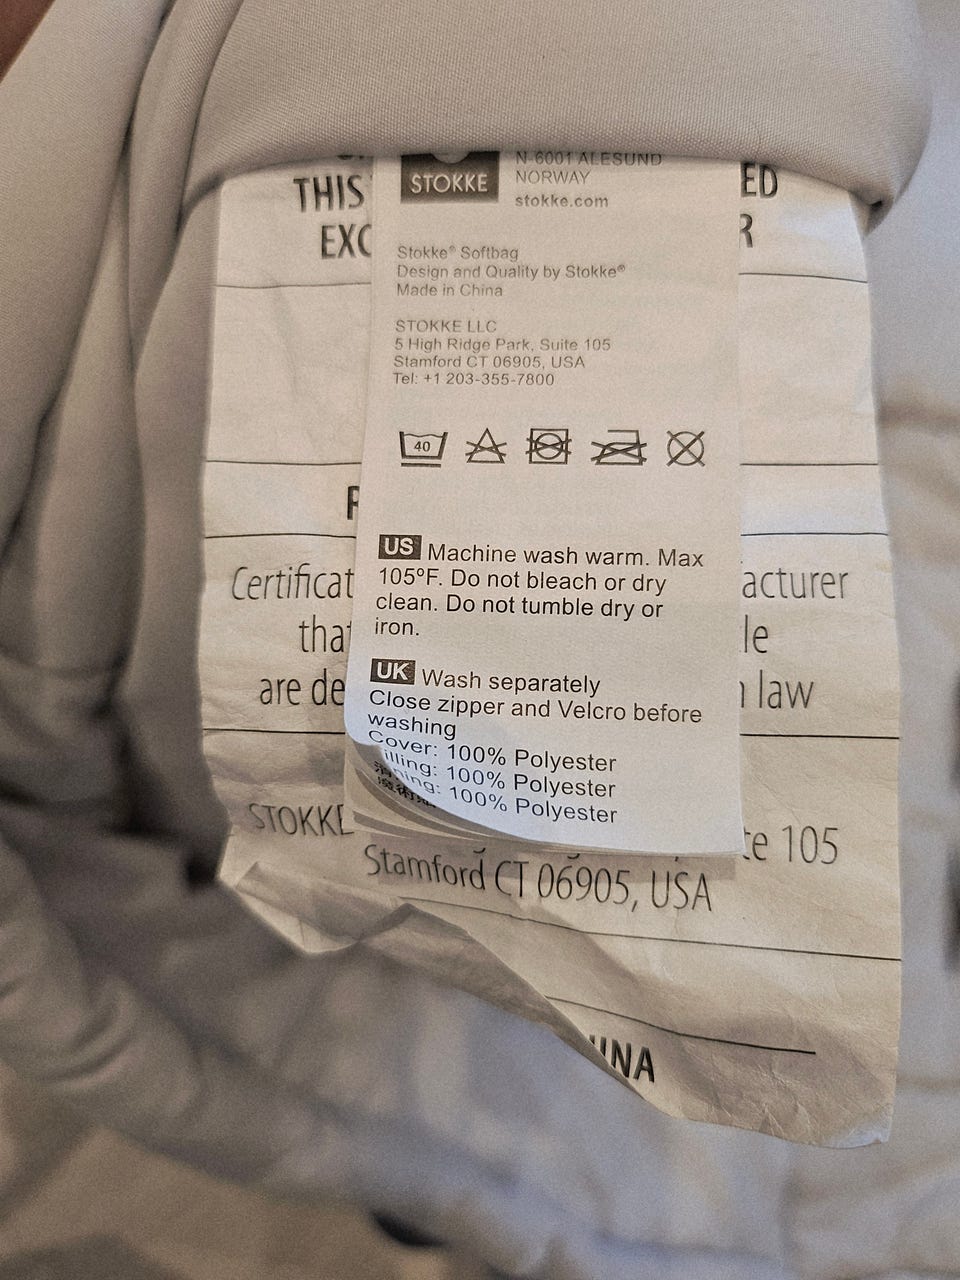 THIS
EXC
ED
R
STOKKE
N-6001 ALESUND
NORWAY
stokke.com
Stokke® Softbag
Design and Quality by Stokke®
Made in China
STOKKE LLC
5 High Ridge Park, Suite 105
Stamford CT 06905, USA
Tel: +1 203-355-7800
40
US Machine wash warm. Max
105ºF. Do not bleach or dry
clean. Do not tumble dry or
iron.
UK Wash separately
Close zipper and Velcro before
washing
Cover: 100% Polyester
illing: 100% Polyester
ning: 100% Polyester
Certificat
acturer
that
le
are de
law
STOKKE
te 105
Stamford CT 06905, USA
INA